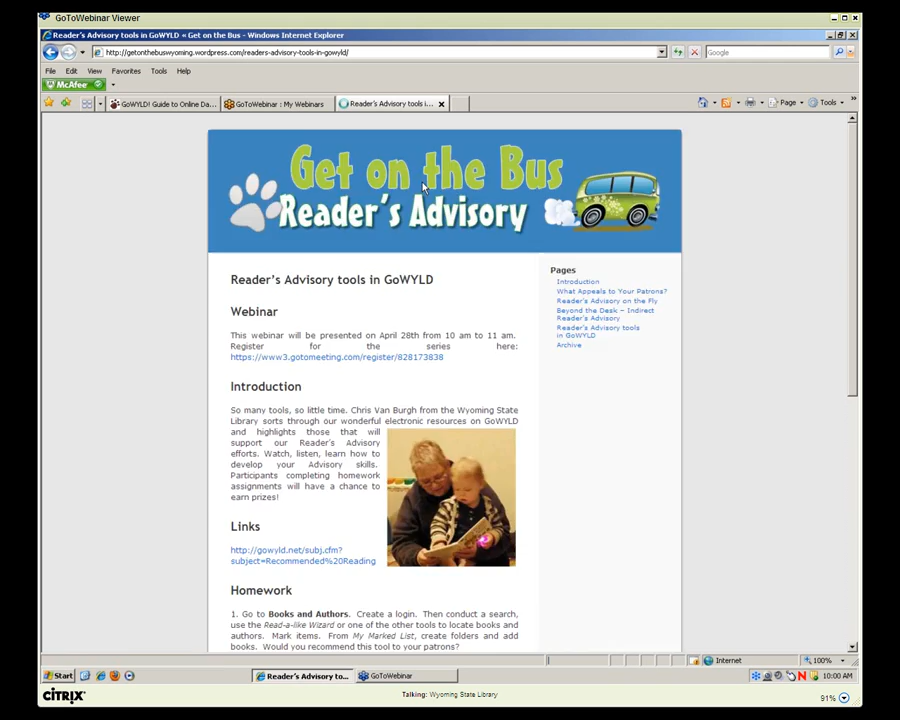 GoToWebinar Viewer
Reader's Advisory tools in GoWYLD « Get on the Bus - Windows Internet Explorer
http://getonthebuswyoming.wordpress.com/readers-advisory-tools-in-gowyld/
Google
File Edit View Favorites Tools Help
McAfee
GoWYLD! Guide to Online Da...
GoToWebinar : My Webinars
Reader's Advisory tools i...
Page
Tools
Get on the Bus
Reader's Advisory
Reader's Advisory tools in GoWYLD
Webinar
This webinar will be presented on April 28th from 10 am to 11 am.
Register for the series here:
https://www3.gotomeeting.com/register/828173838
Introduction
So many tools, so little time. Chris Van Burgh from the Wyoming State
Library sorts through our wonderful electronic resources on GoWYLD
and highlights those that will
support our Reader's Advisory
efforts. Watch, listen, learn how to
develop your Advisory skills.
Participants completing homework
assignments will have a chance to
earn prizes!
Links
http://gowyld.net/subj.cfm?
subject=Recommended%20Reading
Homework
1. Go to Books and Authors. Create a login. Then conduct a search,
use the Read-a-like Wizard or one of the other tools to locate books and
authors. Mark items. From My Marked List, create folders and add
books. Would you recommend this tool to your patrons?
Pages
Introduction
What Appeals to Your Patrons?
Reader's Advisory on the Fly
Beyond the Desk – Indirect
Reader's Advisory
Reader's Advisory tools
in GoWYLD
Archive
Internet
100%
Start
Reader's Advisory to...
GoToWebinar
10:00 AM
CITRIX
Talking: Wyoming State Library
91%